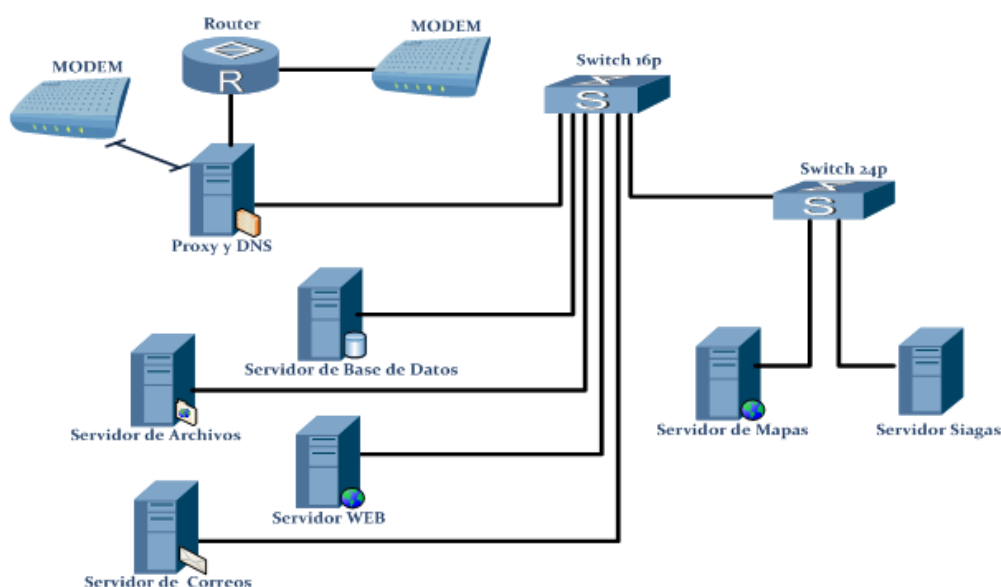 Router
MODEM
MODEM
Switch 16p
R
S
Switch 24p
S
Proxy y DNS
Servidor de Base de Datos
Servidor de Archivos
Servidor de Mapas
Servidor Siagas
Servidor WEB
Servidor de Correos